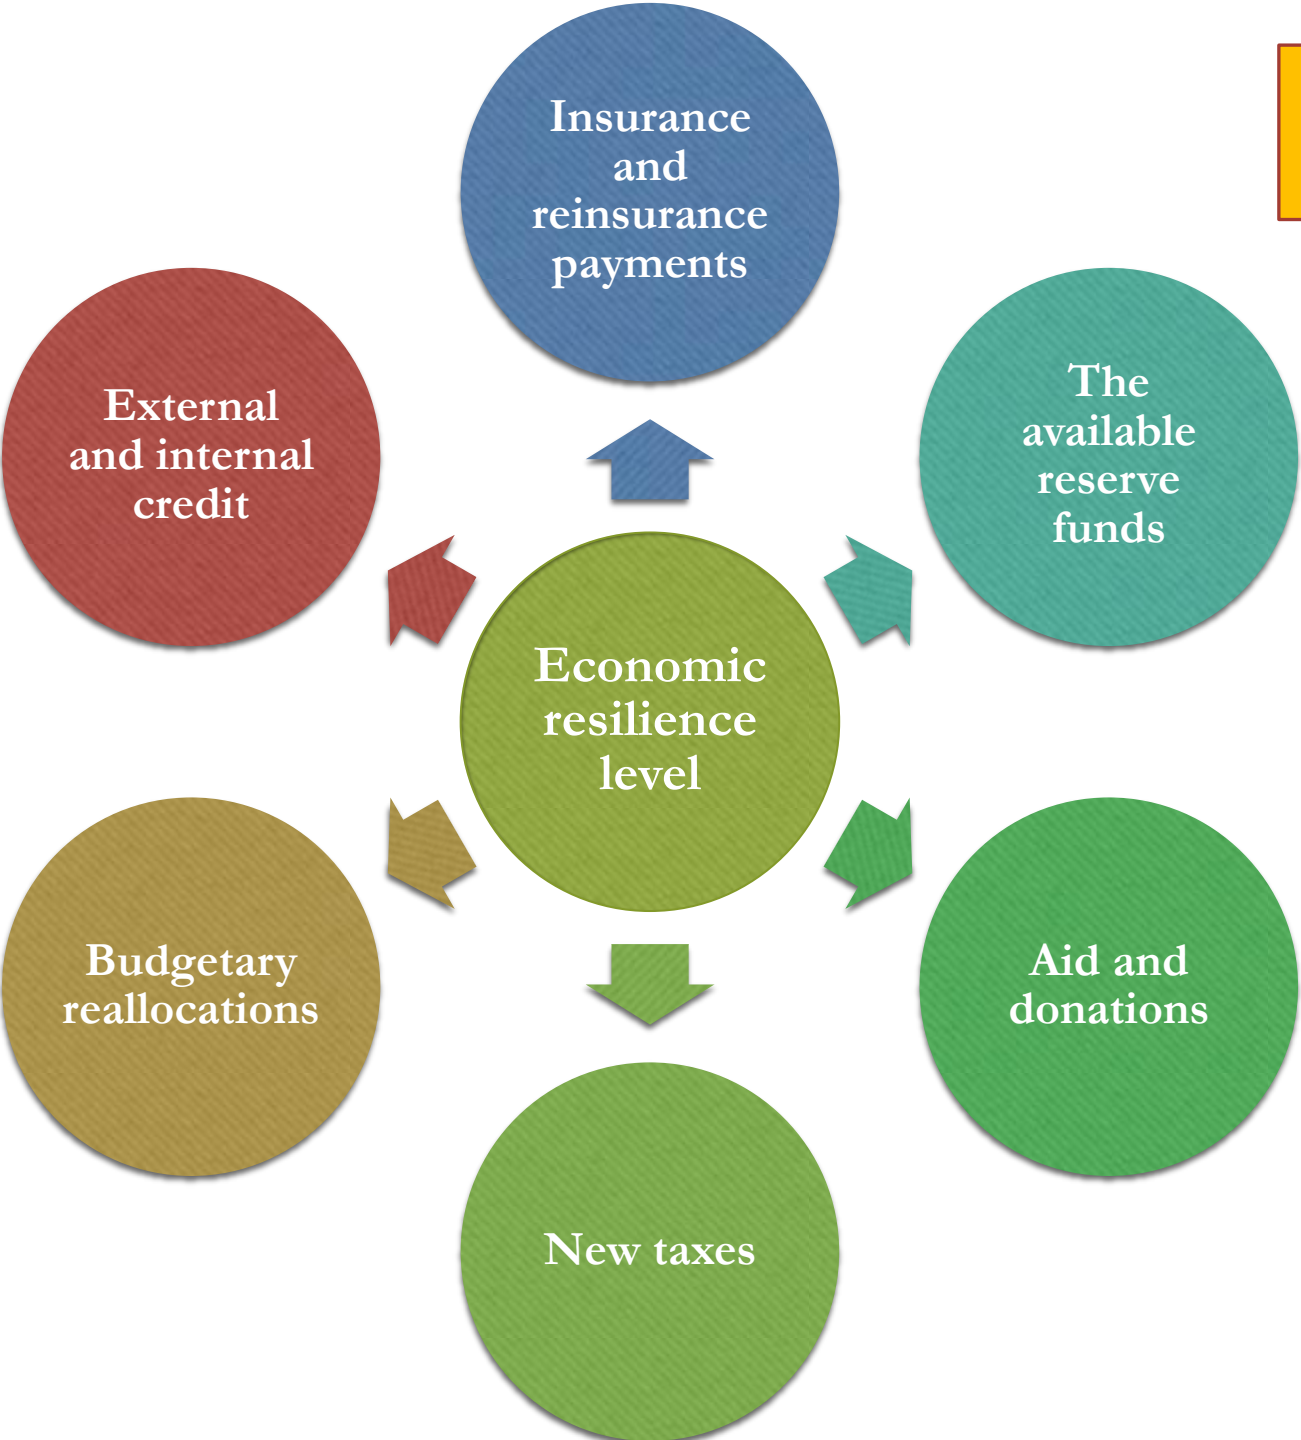 Insurance
and
reinsurance
payments
The
available
reserve
funds
Aid and
donations
New taxes
Budgetary
reallocations
External
and internal
credit
Economic
resilience
level